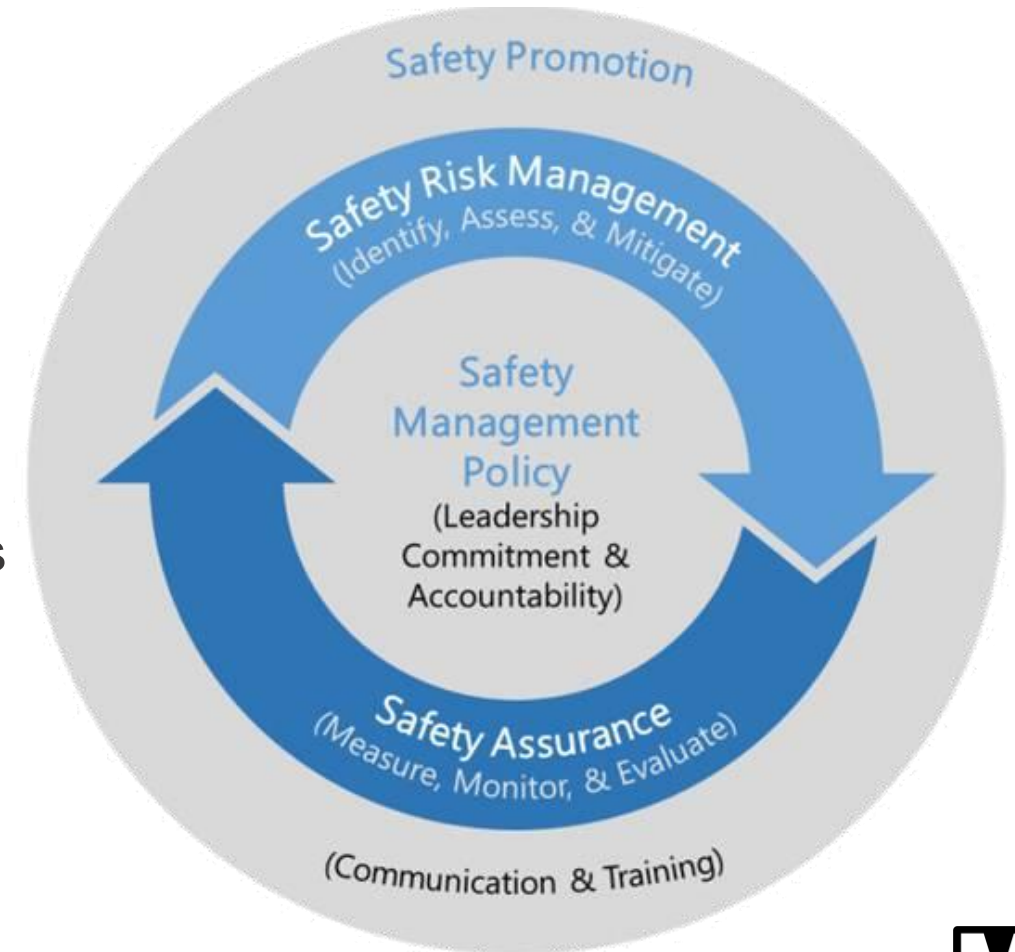 Safety Promotion
Safety Risk Management
(Identify, Assess, & Mitigate)
Safety
Management
Policy
(Leadership
Commitment &
Accountability)
s
Safety Assurance
(Measure, Monitor, & Evaluate)
(Communication & Training)